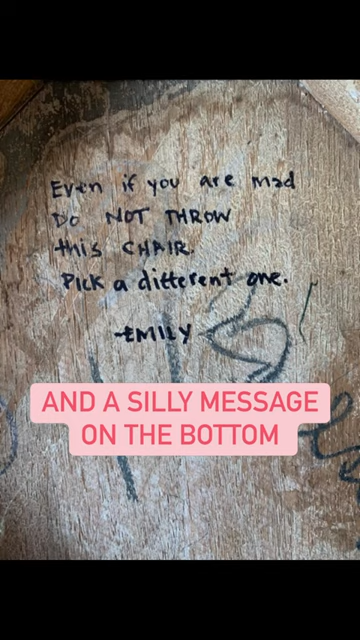 Even if you are mad
Do NOT THROW
this CHAIR.
Pick a different one.
-EMILY
AND A SILLY MESSAGE
ON THE BOTTOM